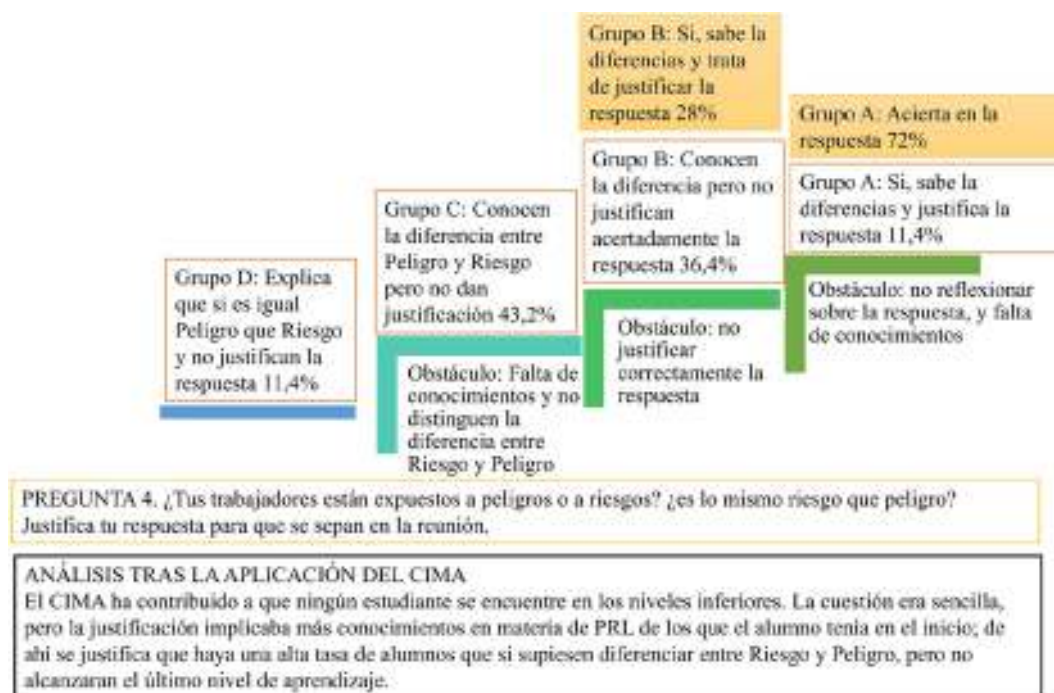 Grupo B: Si, sabe la
diferencias y trata
de justificar la
respuesta 28%
Grupo A: Acierta en la
respuesta 72%
Grupo B: Conocen
la diferencia pero no
justifican
acertadamente la
respuesta 36,4%
Grupo A: Si, sabe la
diferencias y justifica la
respuesta 11,4%
Grupo C: Conocen
la diferencia entre
Peligro y Riesgo
pero no dan
justificación 43,2%
Grupo D: Explica
que si es igual
Peligro que Riesgo
y no justifican la
respuesta 11,4%
Obstáculo: no reflexionar
sobre la respuesta, y falta
de conocimientos
Obstáculo: no
justificar
correctamente la
respuesta
Obstáculo: Falta de
conocimientos y no
distinguen la
diferencia entre
Riesgo y Peligro
PREGUNTA 4. ¿Tus trabajadores están expuestos a peligros o a riesgos? ¿es lo mismo riesgo que peligro?
Justifica tu respuesta para que se sepan en la reunión.
ANÁLISIS TRAS LA APLICACIÓN DEL CIMA
El CIMA ha contribuido a que ningún estudiante se encuentre en los niveles inferiores. La cuestión era sencilla,
pero la justificación implicaba más conocimientos en materia de PRL de los que el alumno tenía en el inicio; de
ahí se justifica que haya una alta tasa de alumnos que si supiesen diferenciar entre Riesgo y Peligro, pero no
alcanzaran el último nivel de aprendizaje.